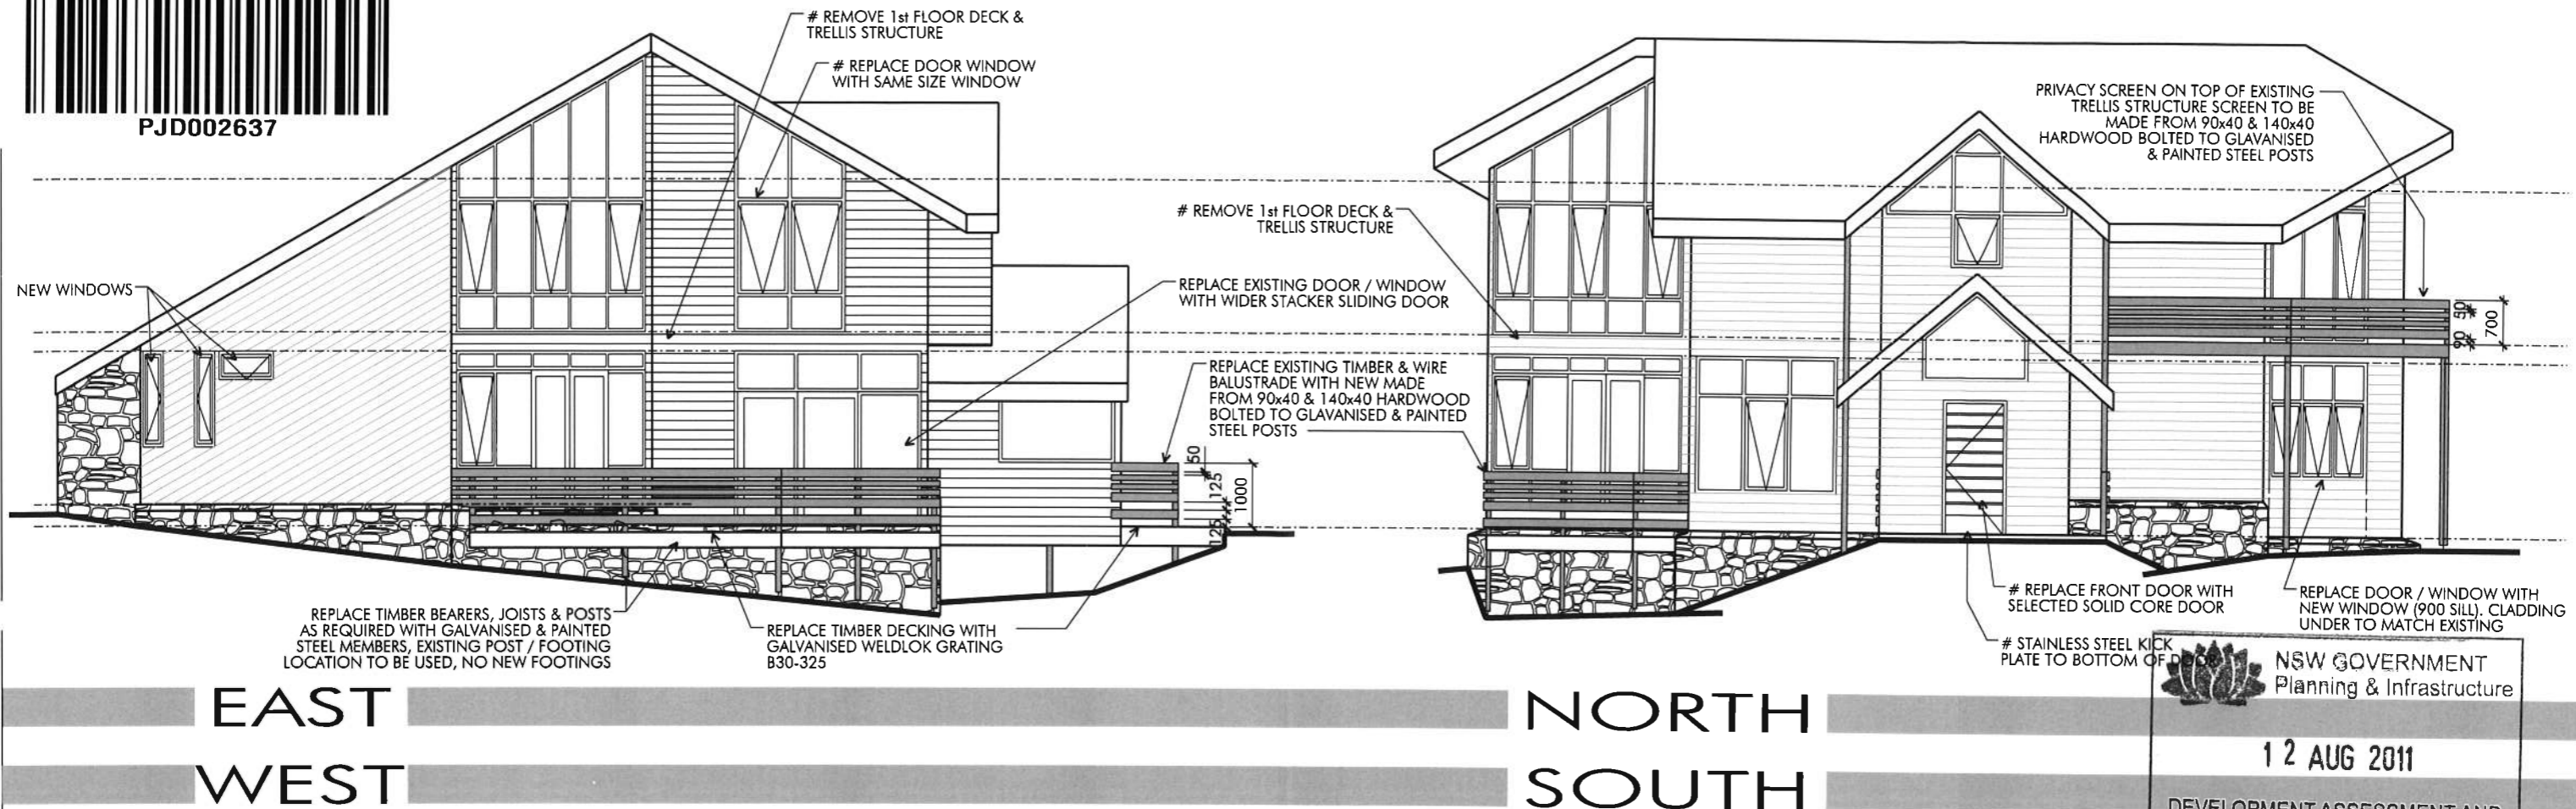 PJD002637
# REMOVE 1st FLOOR DECK &
TRELLIS STRUCTURE
# REPLACE DOOR WINDOW
WITH SAME SIZE WINDOW
NEW WINDOWS
REPLACE EXISTING DOOR / WINDOW
WITH WIDER STACKER SLIDING DOOR
REPLACE EXISTING TIMBER & WIRE
BALUSTRADE WITH NEW MADE
FROM 90x40 & 140x40 HARDWOOD
BOLTED TO GLAVANISED & PAINTED
STEEL POSTS
50
125
1000
125
REPLACE TIMBER BEARERS, JOISTS & POSTS
AS REQUIRED WITH GALVANISED & PAINTED
STEEL MEMBERS, EXISTING POST / FOOTING
LOCATION TO BE USED, NO NEW FOOTINGS
REPLACE TIMBER DECKING WITH
GALVANISED WELDLOK GRATING
B30-325
PRIVACY SCREEN ON TOP OF EXISTING
TRELLIS STRUCTURE SCREEN TO BE
MADE FROM 90x40 & 140x40
HARDWOOD BOLTED TO GLAVANISED
& PAINTED STEEL POSTS
# REMOVE 1st FLOOR DECK &
TRELLIS STRUCTURE
50
90
700
# REPLACE FRONT DOOR WITH
SELECTED SOLID CORE DOOR
# STAINLESS STEEL KICK
PLATE TO BOTTOM OF DOOR
REPLACE DOOR / WINDOW WITH
NEW WINDOW (900 SILL). CLADDING
UNDER TO MATCH EXISTING
EAST
NORTH
WEST
SOUTH
NSW GOVERNMENT
Planning & Infrastructure
12 AUG 2011
DEVELOPMENT ASSESSMENT AND